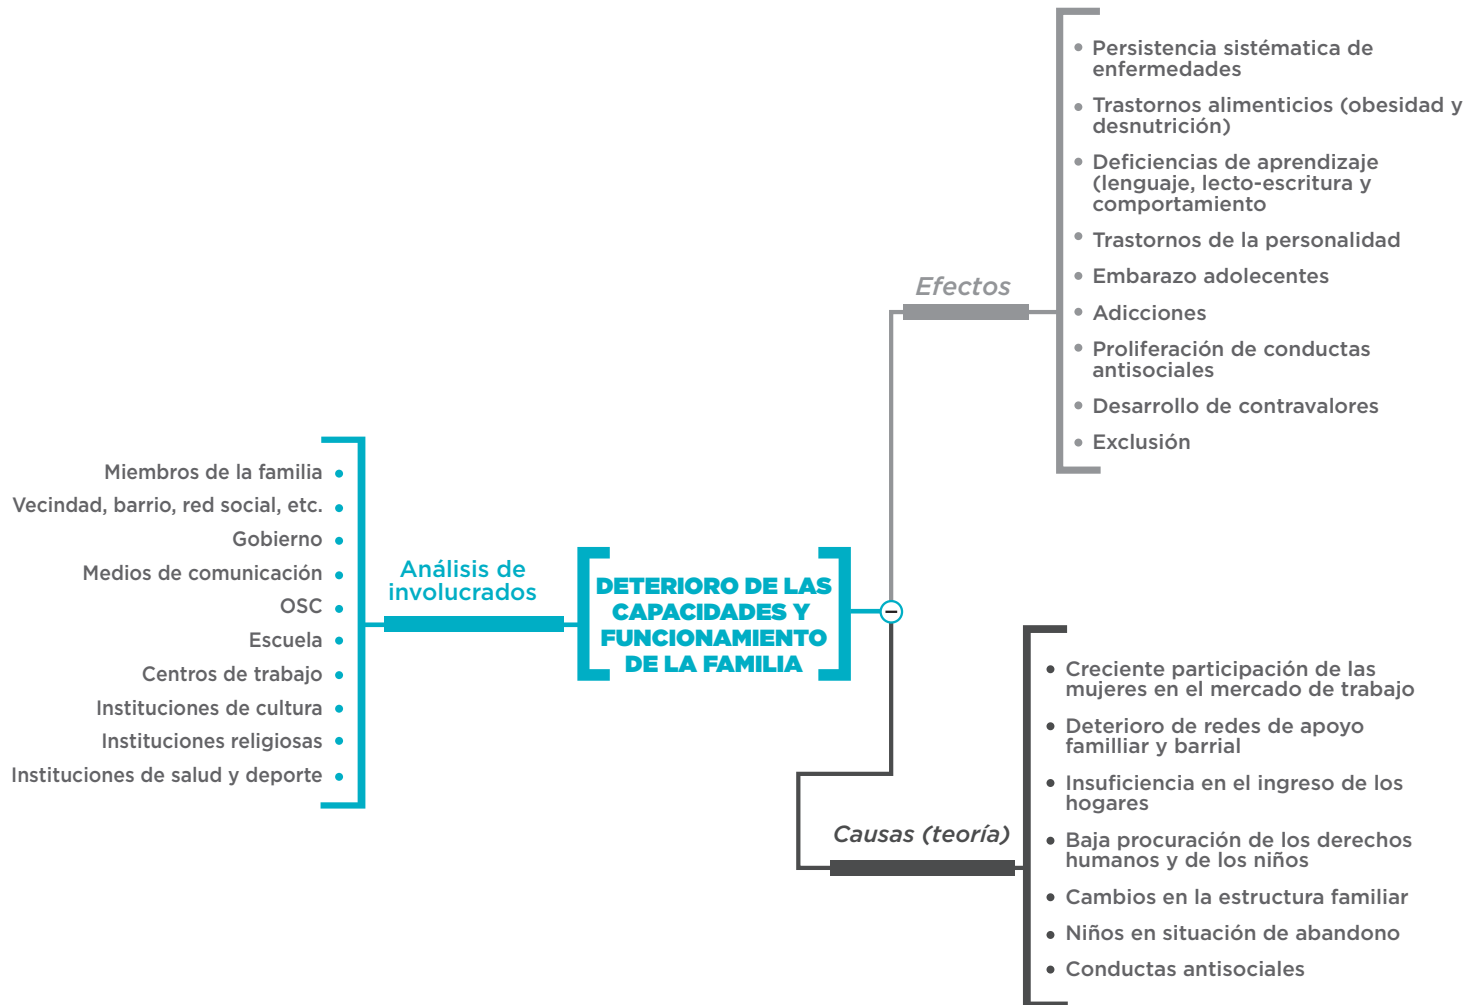 Miembros de la familia
Vecindad, barrio, red social, etc.
Gobierno
Medios de comunicación
OSC
Escuela
Centros de trabajo
Instituciones de cultura
Instituciones religiosas
Instituciones de salud y deporte
Análisis de
involucrados
DETERIORO DE LAS
CAPACIDADES Y
FUNCIONAMIENTO
DE LA FAMILIA
Efectos
Persistencia sistématica de
enfermedades
Trastornos alimenticios (obesidad y
desnutrición)
Deficiencias de aprendizaje
(lenguaje, lecto-escritura y
comportamiento
Trastornos de la personalidad
Embarazo adolecentes
Adicciones
Proliferación de conductas
antisociales
Desarrollo de contravalores
Exclusión
Causas (teoría)
Creciente participación de las
mujeres en el mercado de trabajo
Deterioro de redes de apoyo
familliar y barrial
Insuficiencia en el ingreso de los
hogares
Baja procuración de los derechos
humanos y de los niños
Cambios en la estructura familiar
Niños en situación de abandono
Conductas antisociales